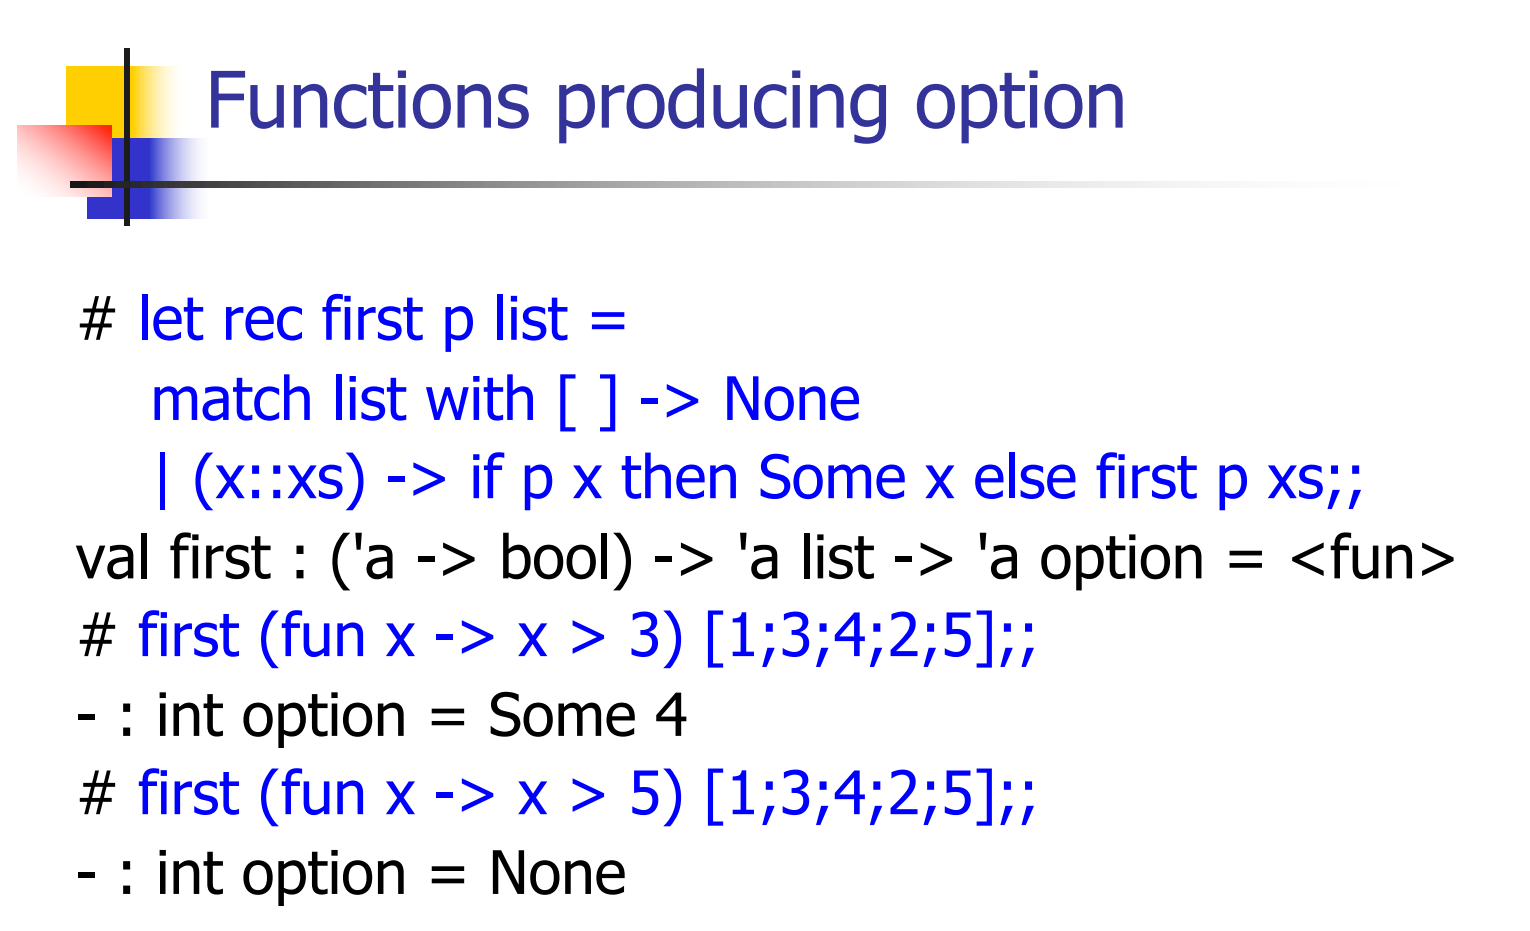 Functions producing option
# let rec first p list =
match list with [ ] -> None
| (x::xs) -> if p x then Some x else first p xs;;
val first : ('a -> bool) -> 'a list -> 'a option = <fun>
# first (fun x -> x > 3) [1;3;4;2;5];;
- : int option = Some 4
# first (fun x -> x > 5) [1;3;4;2;5];;
- : int option = None